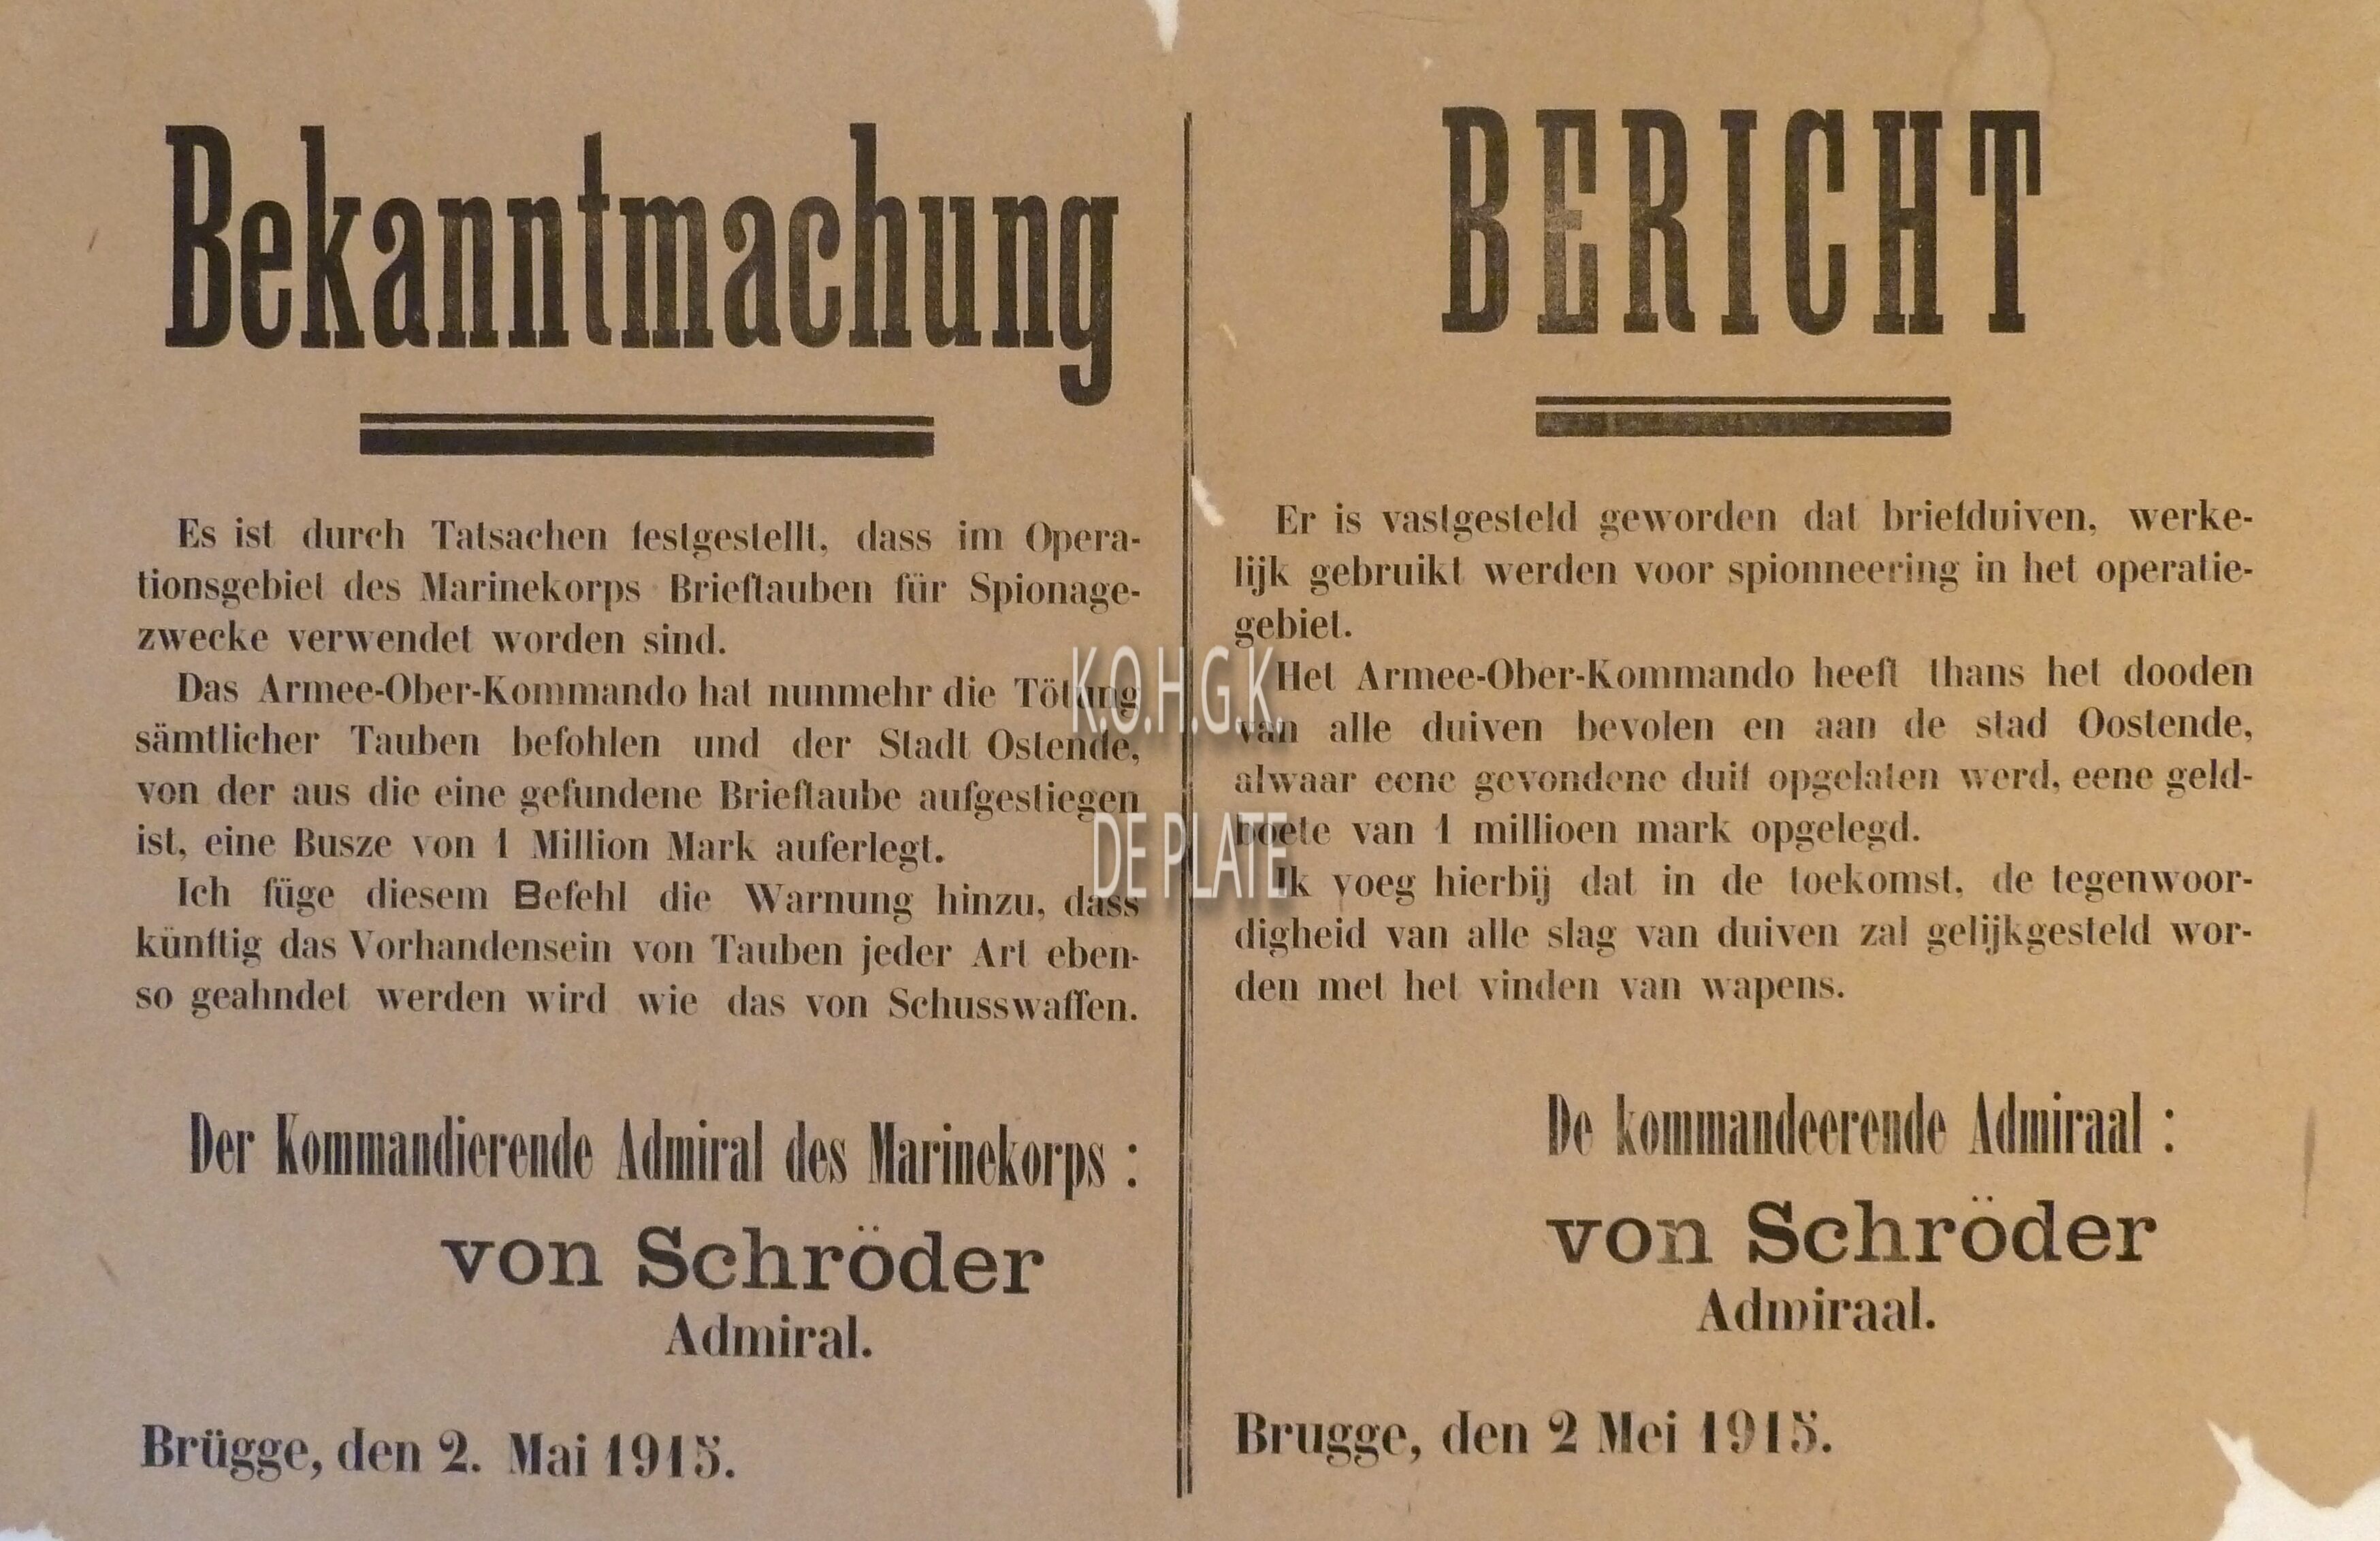 Bekanntmachung
Es ist durch Tatsachen festgestellt, dass im Opera-
tionsgebiet des Marinekorps Brieftauben für Spionage-
zwecke verwendet worden sind.
Das Armee-Ober-Kommando hat nunmehr die Tötung
sämtlicher Tauben befohlen und der Stadt Ostende,
von der aus die eine gefundene Brieftaube aufgestiegen
ist, eine Busze von 1 Million Mark auferlegt.
Ich füge diesem Befehl die Warnung hinzu, dass
künftig das Vorhandensein von Tauben jeder Art eben-
so geahndet werden wird wie das von Schusswaffen.
Der Kommandierende Admiral des Marinekorps :
von Schröder
Admiral.
Brügge, den 2. Mai 1915.
BERICHT
Er is vastgesteld geworden dat briefduiven, werke-
lijk gebruikt werden voor spionneering in het operatie-
gebiet.
Het Armee-Ober-Kommando heeft thans het dooden
van alle duiven bevolen en aan de stad Oostende,
alwaar eene gevondene duif opgelaten werd, eene geld-
boete van 1 millioen mark opgelegd.
Ik voeg hierbij dat in de toekomst, de tegenwoor-
digheid van alle slag van duiven zal gelijkgesteld wor-
den met het vinden van wapens.
De kommandeerende Admiraal :
von Schröder
Admiraal.
Brugge, den 2 Mei 1915.
K.O.H.G.K.
DE PLATE